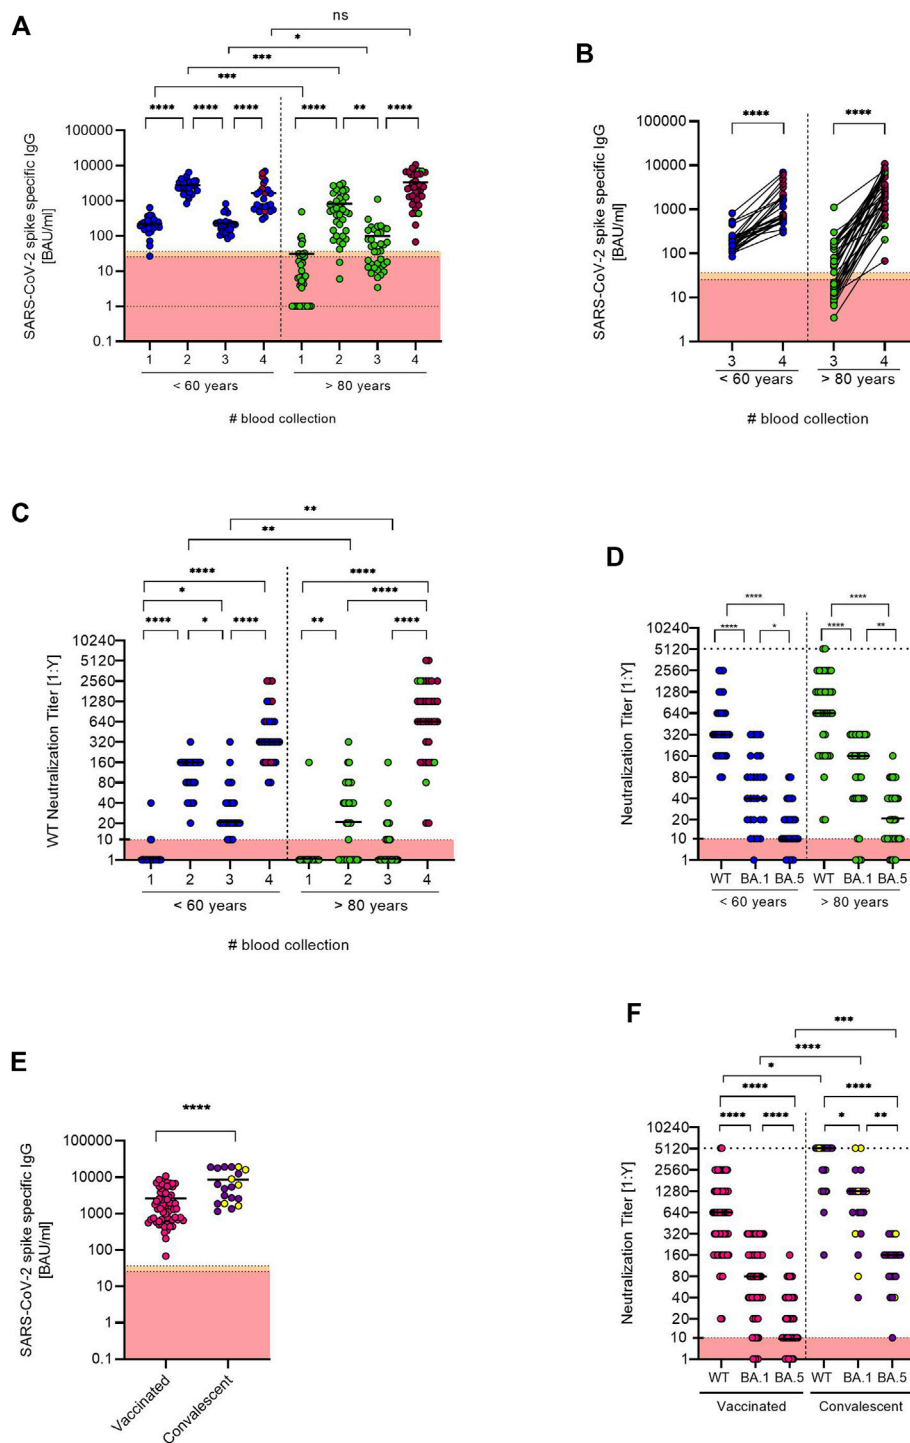 A
ns
*
***
***
**** **** **** **** ** ****
SARS-CoV-2 spike specific IgG
[BAU/ml]
100000
10000
1000
100
10
1
0.1
1 2 3 4 1 2 3 4
< 60 years > 80 years
# blood collection
B
**** ****
SARS-CoV-2 spike specific IgG
[BAU/ml]
100000
10000
1000
100
10
1
3 4 3 4
< 60 years > 80 years
# blood collection
C
**
**
**** ****
* ****
**** * **** ** ****
WT Neutralization Titer [1:Y]
10240
5120
2560
1280
640
320
160
80
40
20
10
1
1 2 3 4 1 2 3 4
< 60 years > 80 years
# blood collection
D
**** ****
**** * **** **
Neutralization Titer [1:Y]
10240
5120
2560
1280
640
320
160
80
40
20
10
1
WT BA.1 BA.5 WT BA.1 BA.5
< 60 years > 80 years
E
****
SARS-CoV-2 spike specific IgG
[BAU/ml]
100000
10000
1000
100
10
1
0.1
Vaccinated
Convalescent
F
***
****
*
**** ****
**** **** * **
Neutralization Titer [1:Y]
10240
5120
2560
1280
640
320
160
80
40
20
10
1
WT BA.1 BA.5 WT BA.1 BA.5
Vaccinated Convalescent